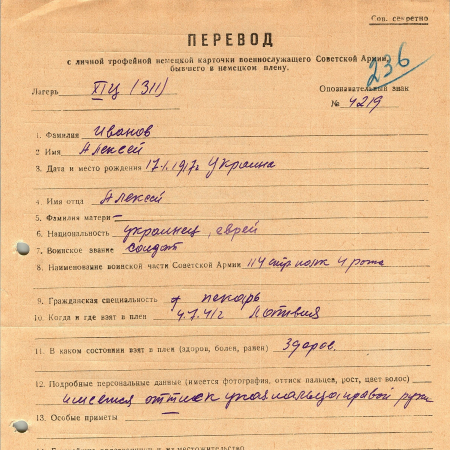 Сов. секретно
ПЕРЕВОД
с личной трофейной немецкой карточки военнослужащего Советской Армии,
бывшего в немецком плену.
236
Лагерь XI Ц (311)
Опознавательный знак
№ 4219
1. Фамилия Иванов
2 Имя Алексей
3. Дата и место рождения 17.1.1917г Украина
4. Имя отца Алексей
5. Фамилия матери —
6. Национальность украинец, еврей
7. Воинское звание солдат
8. Наименование воинской части Советской Армии 114 стр полк 4 рота
9. Гражданская специальность пекарь
10. Когда и где взят в плен 4.7.41г Латвия
11. В каком состоянии взят в плен (здоров, болен, ранен) Здоров.
12. Подробные персональные данные (имеется фотография, оттиск пальцев, рост, цвет волос)
имеется оттиск указ пальца правой руки
13. Особые приметы —